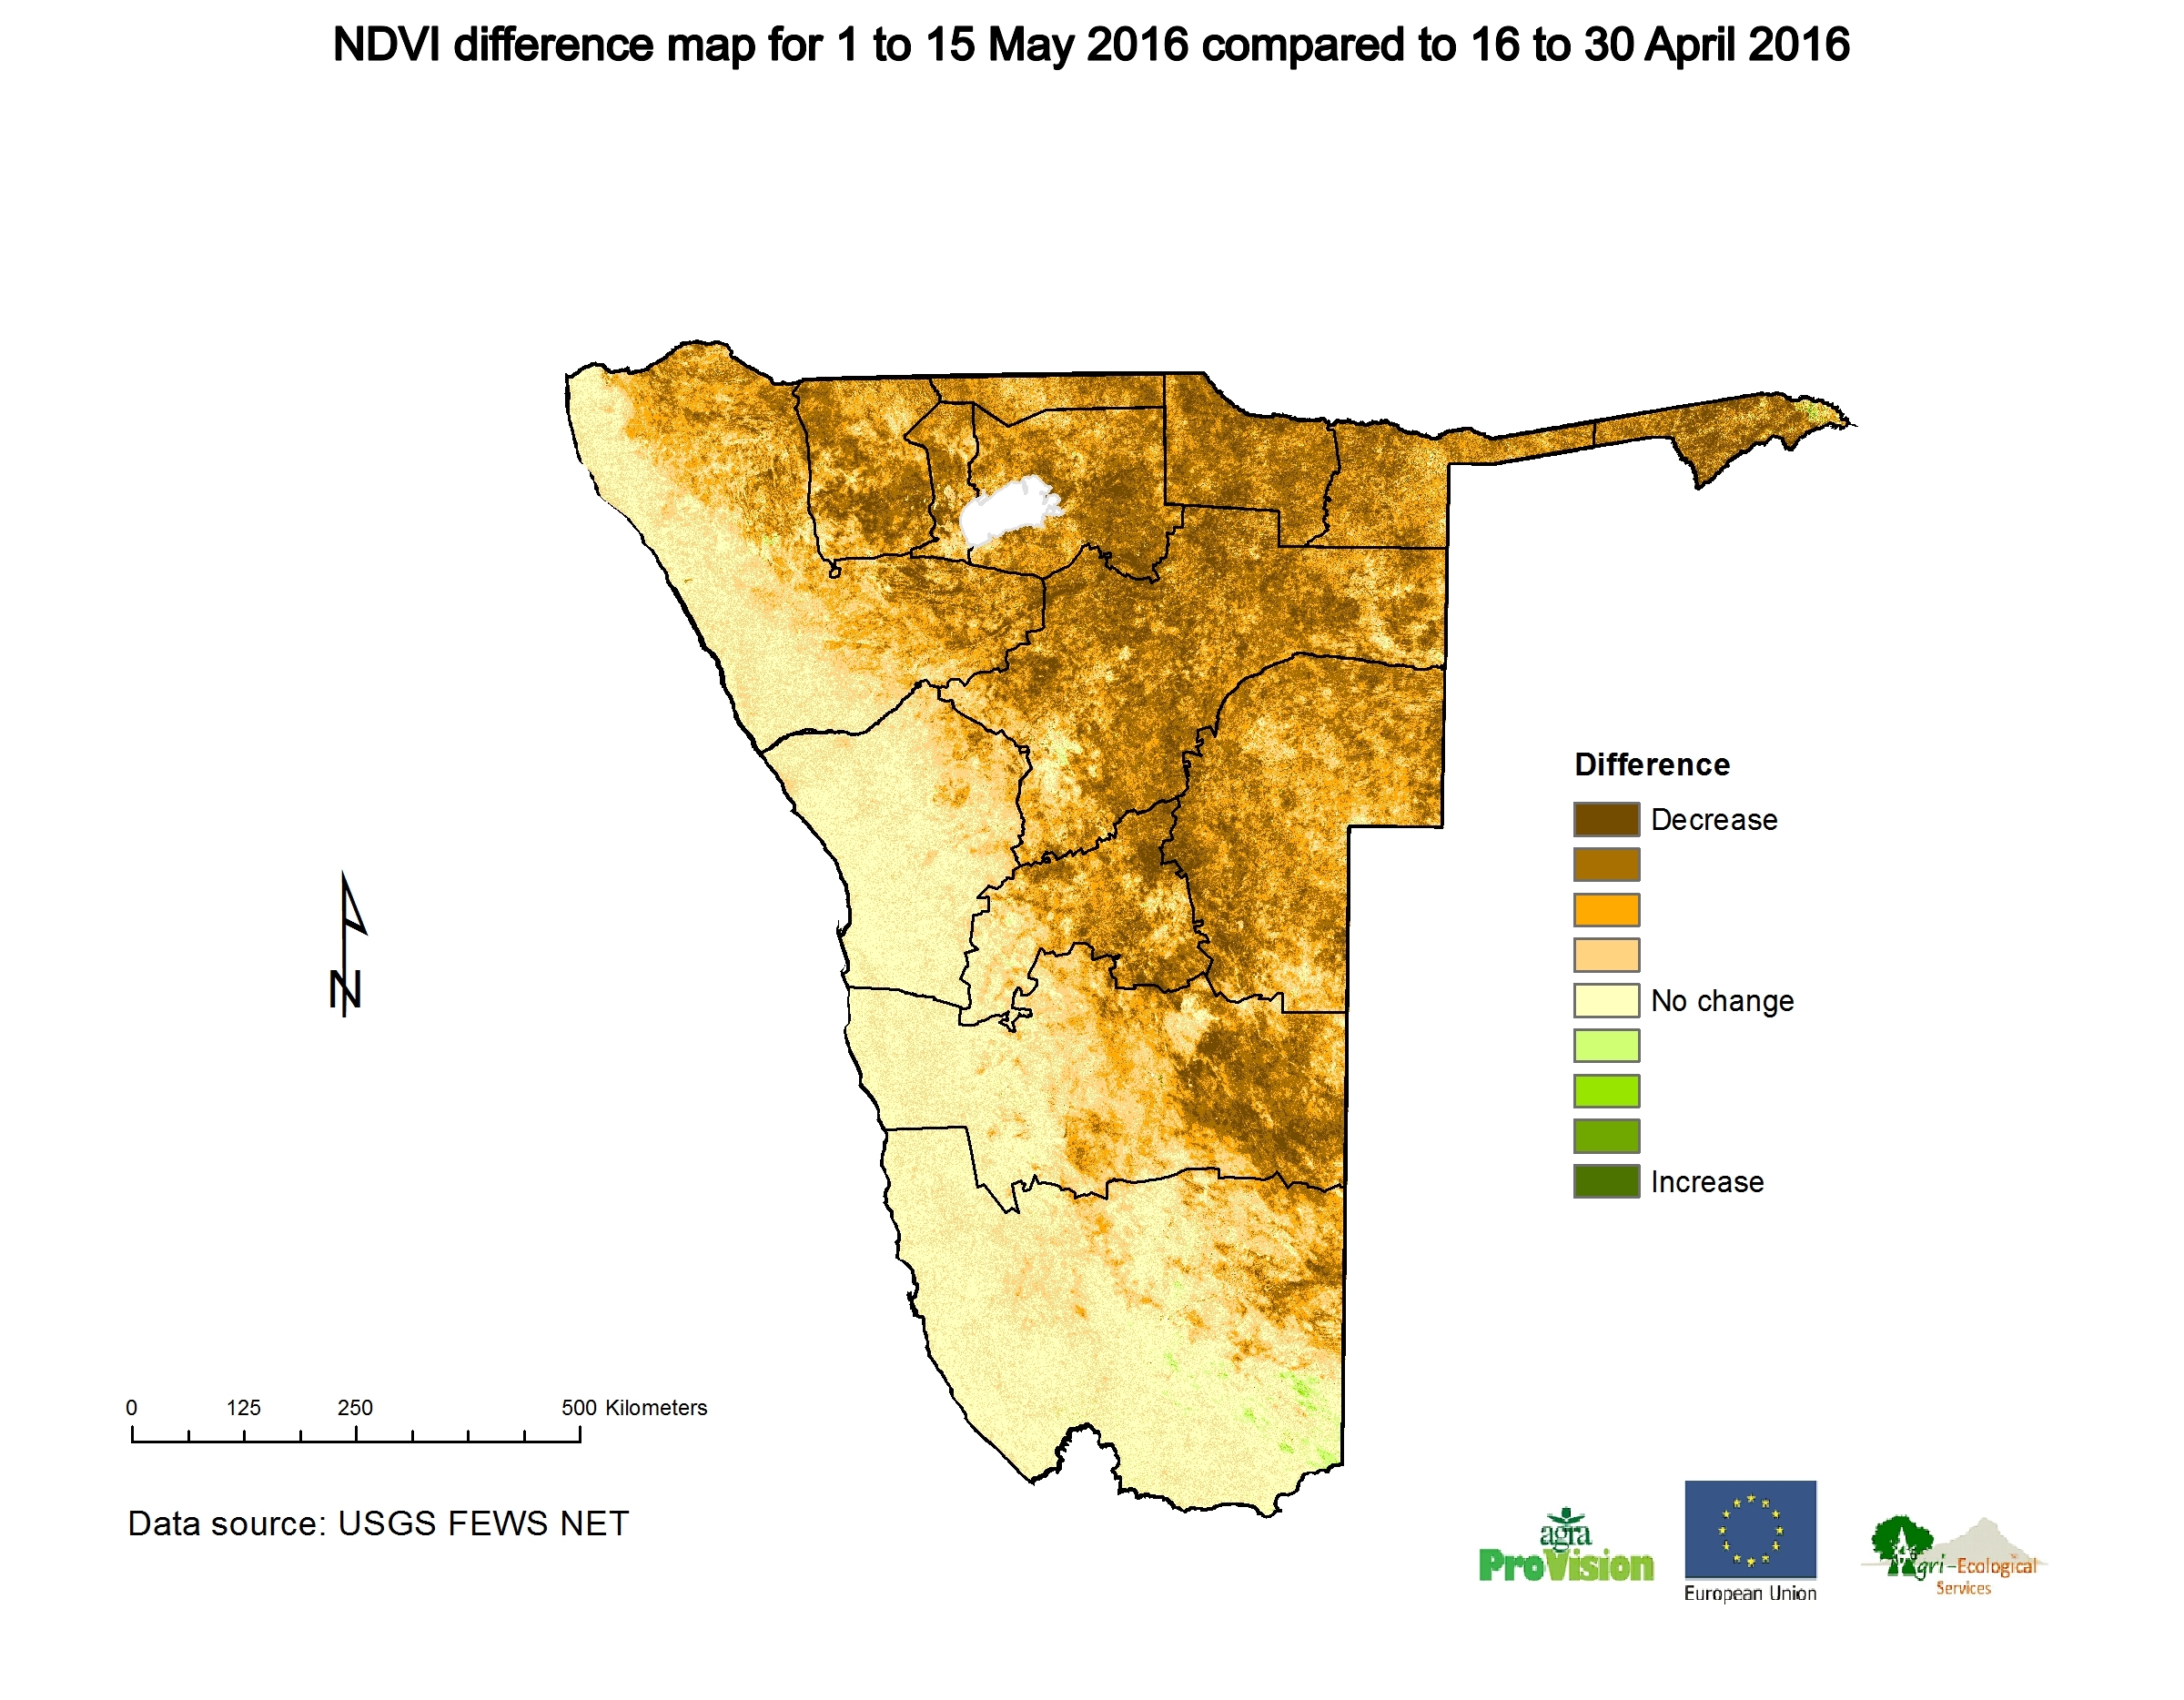 NDVI difference map for 1 to 15 May 2016 compared to 16 to 30 April 2016
Difference
Decrease
No change
Increase
N
0 125 250 500 Kilometers
Data source: USGS FEWS NET
agra
ProVision
European Union
Agri-Ecological
Services